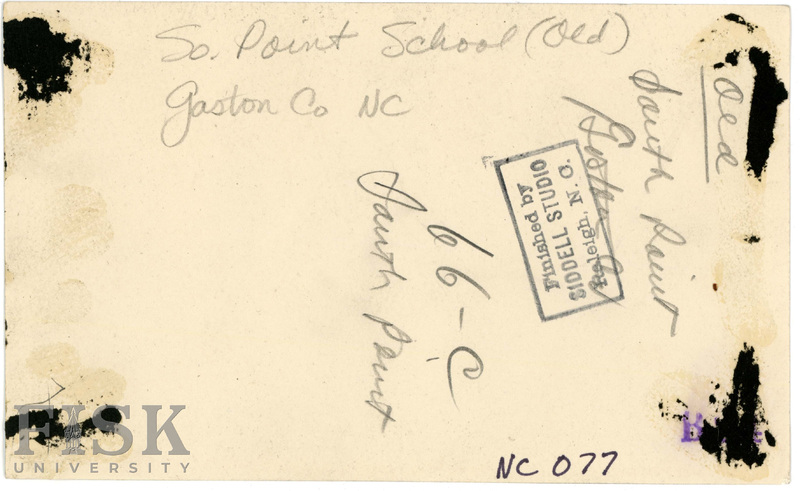 So. Point School (Old)
Gaston Co NC
Old
South Point
Gaston Co
Finished by
SIDDELL STUDIO
Raleigh, N. C.
66-C
South Point
NC 077
FISK
UNIVERSITY